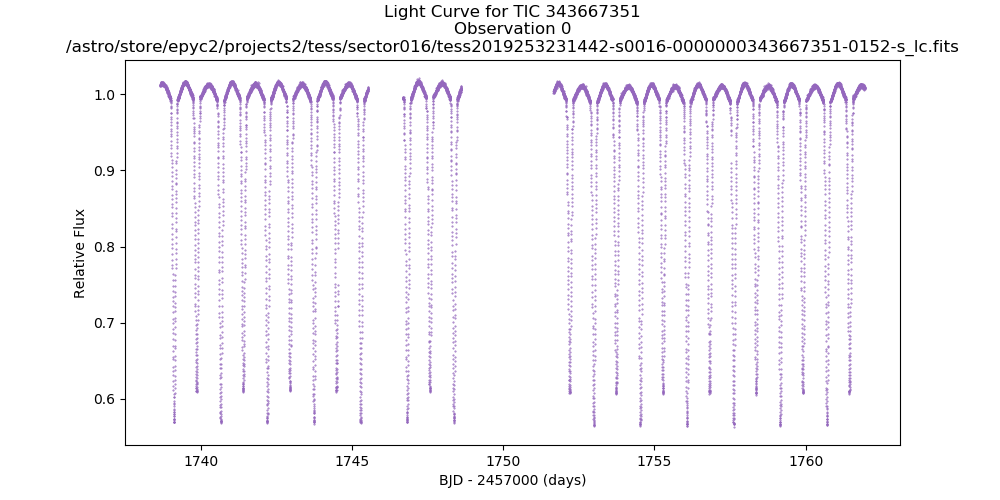 Light Curve for TIC 343667351
Observation 0
/astro/store/epyc2/projects2/tess/sector016/tess2019253231442-s0016-0000000343667351-0152-s_lc.fits
Relative Flux
1.0
0.9
0.8
0.7
0.6
1740 1745 1750 1755 1760
BJD - 2457000 (days)